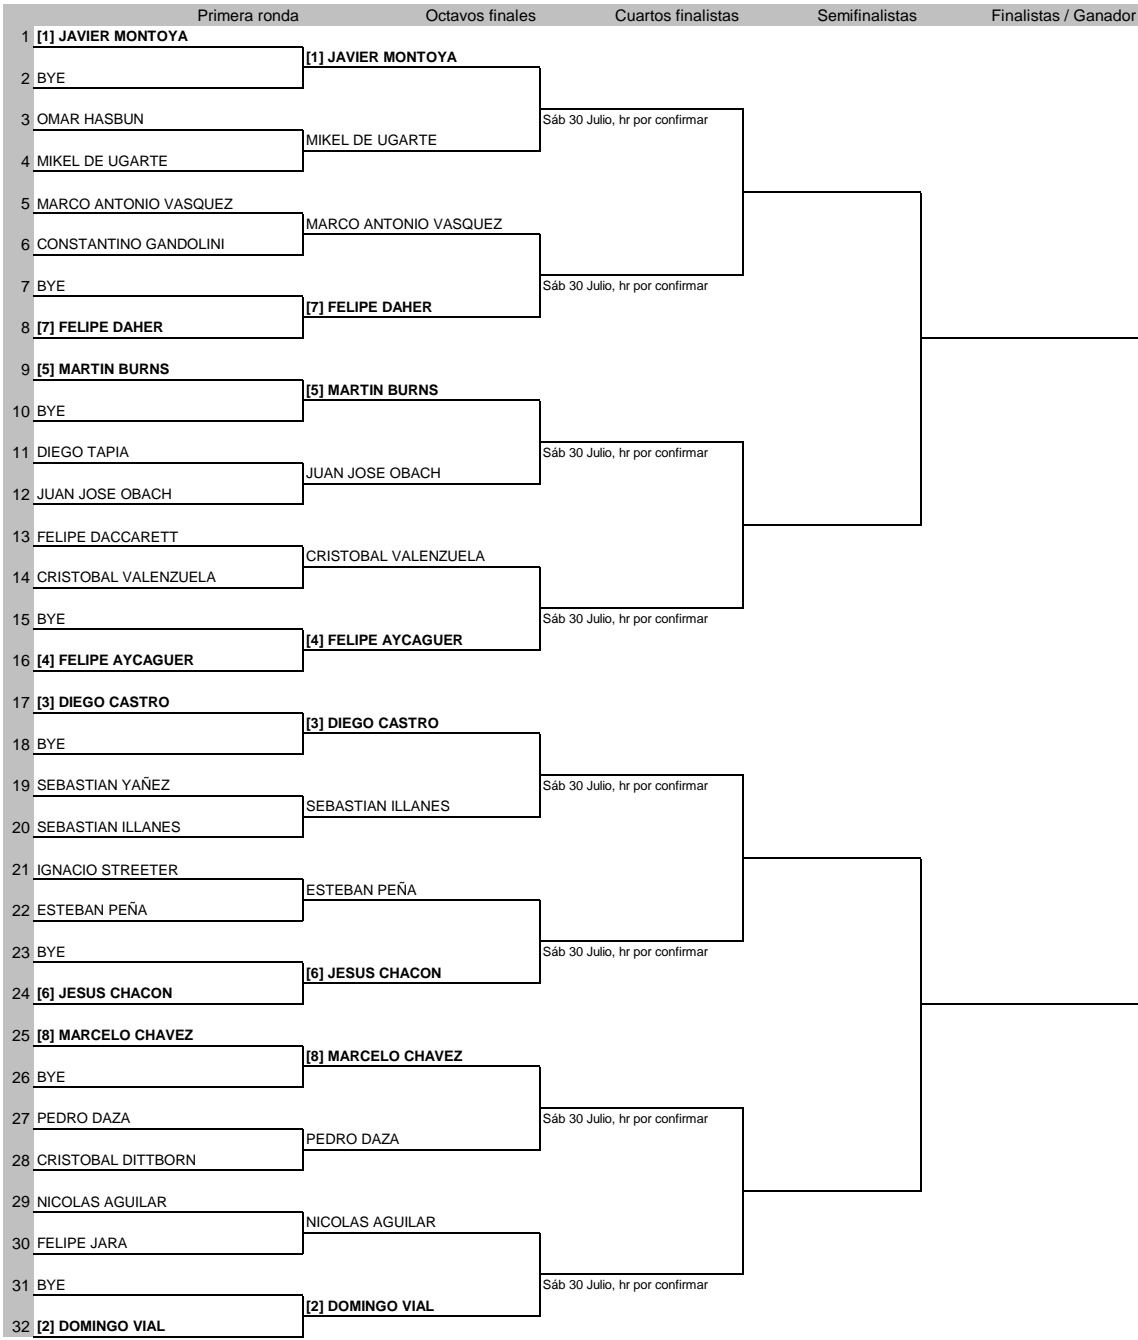 Primera ronda Octavos finales Cuartos finalistas Semifinalistas Finalistas / Ganador
1 [1] JAVIER MONTOYA
[1] JAVIER MONTOYA
2 BYE
3 OMAR HASBUN Sáb 30 Julio, hr por confirmar
MIKEL DE UGARTE
4 MIKEL DE UGARTE
5 MARCO ANTONIO VASQUEZ
MARCO ANTONIO VASQUEZ
6 CONSTANTINO GANDOLINI
7 BYE Sáb 30 Julio, hr por confirmar
[7] FELIPE DAHER
8 [7] FELIPE DAHER
9 [5] MARTIN BURNS
[5] MARTIN BURNS
10 BYE
11 DIEGO TAPIA Sáb 30 Julio, hr por confirmar
JUAN JOSE OBACH
12 JUAN JOSE OBACH
13 FELIPE DACCARETT
CRISTOBAL VALENZUELA
14 CRISTOBAL VALENZUELA
15 BYE Sáb 30 Julio, hr por confirmar
[4] FELIPE AYCAGUER
16 [4] FELIPE AYCAGUER
17 [3] DIEGO CASTRO
[3] DIEGO CASTRO
18 BYE
19 SEBASTIAN YAÑEZ Sáb 30 Julio, hr por confirmar
SEBASTIAN ILLANES
20 SEBASTIAN ILLANES
21 IGNACIO STREETER
ESTEBAN PEÑA
22 ESTEBAN PEÑA
23 BYE Sáb 30 Julio, hr por confirmar
[6] JESUS CHACON
24 [6] JESUS CHACON
25 [8] MARCELO CHAVEZ
[8] MARCELO CHAVEZ
26 BYE
27 PEDRO DAZA Sáb 30 Julio, hr por confirmar
PEDRO DAZA
28 CRISTOBAL DITTBORN
29 NICOLAS AGUILAR
NICOLAS AGUILAR
30 FELIPE JARA
31 BYE Sáb 30 Julio, hr por confirmar
[2] DOMINGO VIAL
32 [2] DOMINGO VIAL